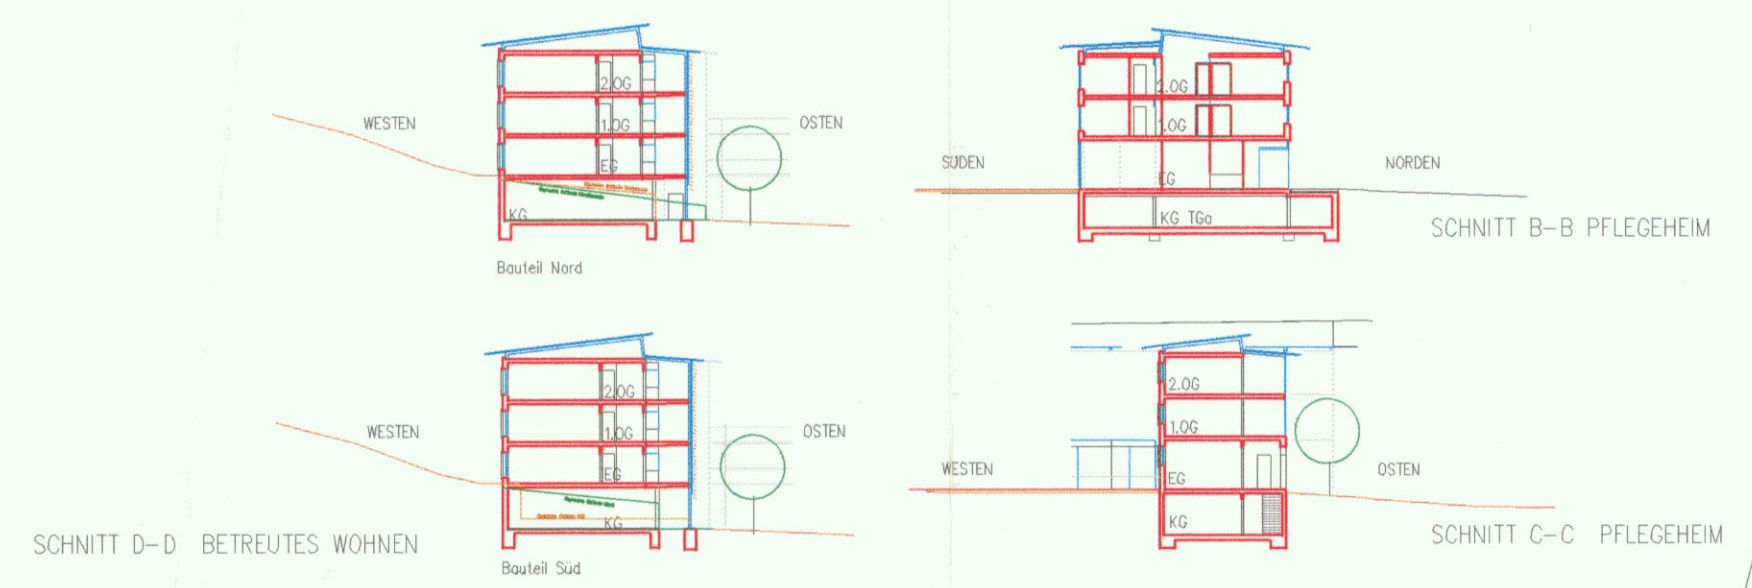 2.OG
WESTEN
1.OG
OSTEN
EG
KG
Bauteil Nord
2.OG
1.OG
SÜDEN
NORDEN
EG
KG TGa
SCHNITT B-B PFLEGEHEIM
2.OG
WESTEN
1.OG
OSTEN
EG
KG
SCHNITT D-D BETREUTES WOHNEN
Bauteil Süd
2.OG
1.OG
WESTEN
EG
OSTEN
KG
SCHNITT C-C PFLEGEHEIM